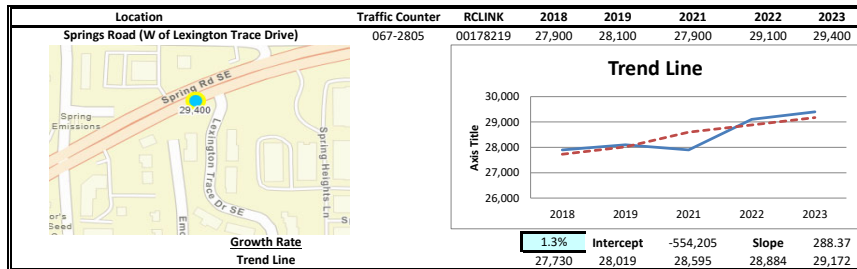 Location Traffic Counter RCLINK 2018 2019 2021 2022 2023
Springs Road (W of Lexington Trace Drive) 067-2805 00178219 27,900 28,100 27,900 29,100 29,400
Spring Rd SE
29,400
Spring
Emissions
Lexington Trace Dr SE
Spring Heights Ln
or's
Seed
Emo
S
Trend Line
Axis Title
30,000
29,000
28,000
27,000
26,000
2018 2019 2021 2022 2023
Growth Rate 1.3% Intercept -554,205 Slope 288.37
Trend Line 27,730 28,019 28,595 28,884 29,172